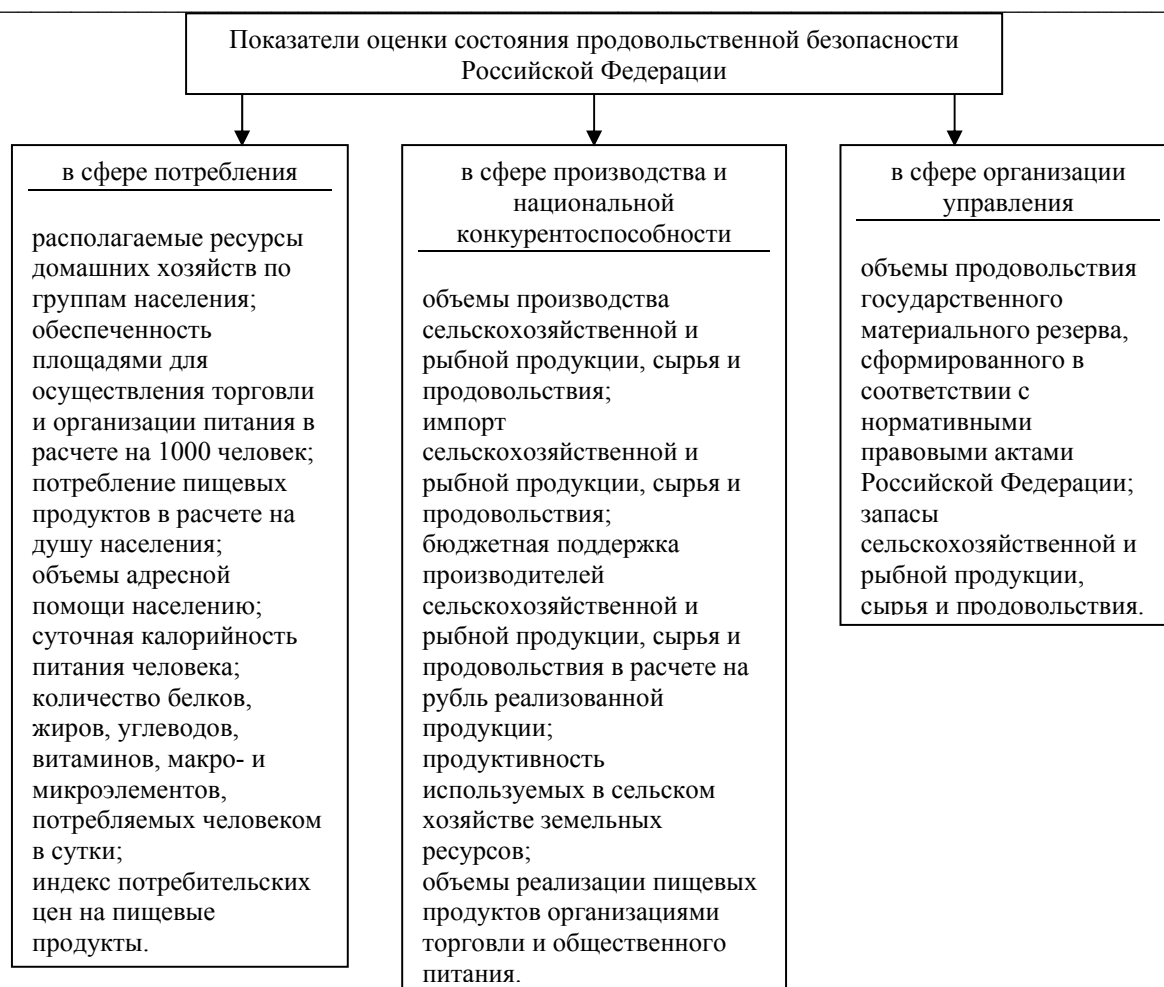 Показатели оценки состояния продовольственной безопасности
Российской Федерации
в сфере потребления
располагаемые ресурсы
домашних хозяйств по
группам населения;
обеспеченность
площадями для
осуществления торговли
и организации питания в
расчете на 1000 человек;
потребление пищевых
продуктов в расчете на
душу населения;
объемы адресной
помощи населению;
суточная калорийность
питания человека;
количество белков,
жиров, углеводов,
витаминов, макро- и
микроэлементов,
потребляемых человеком
в сутки;
индекс потребительских
цен на пищевые
продукты.
в сфере производства и
национальной
конкурентоспособности
объемы производства
сельскохозяйственной и
рыбной продукции, сырья и
продовольствия;
импорт
сельскохозяйственной и
рыбной продукции, сырья и
продовольствия;
бюджетная поддержка
производителей
сельскохозяйственной и
рыбной продукции, сырья и
продовольствия в расчете на
рубль реализованной
продукции;
продуктивность
используемых в сельском
хозяйстве земельных
ресурсов;
объемы реализации пищевых
продуктов организациями
торговли и общественного
питания.
в сфере организации
управления
объемы продовольствия
государственного
материального резерва,
сформированного в
соответствии с
нормативными
правовыми актами
Российской Федерации;
запасы
сельскохозяйственной и
рыбной продукции,
сырья и продовольствия.